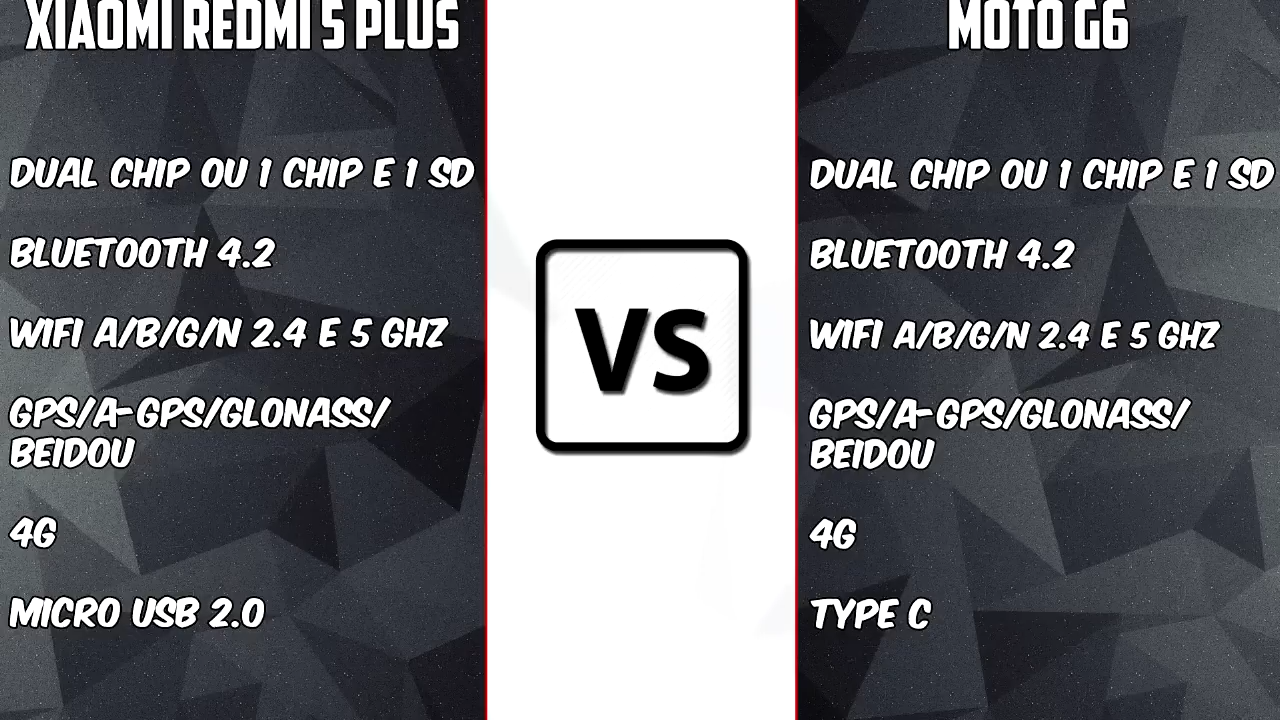 XIAOMI REDMI 5 PLUS
DUAL CHIP OU 1 CHIP E 1 SD
BLUETOOTH 4.2
WIFI A/B/G/N 2.4 E 5 GHZ
GPS/A-GPS/GLONASS/
BEIDOU
4G
MICRO USB 2.0
VS
MOTO G6
DUAL CHIP OU 1 CHIP E 1 SD
BLUETOOTH 4.2
WIFI A/B/G/N 2.4 E 5 GHZ
GPS/A-GPS/GLONASS/
BEIDOU
4G
TYPE C